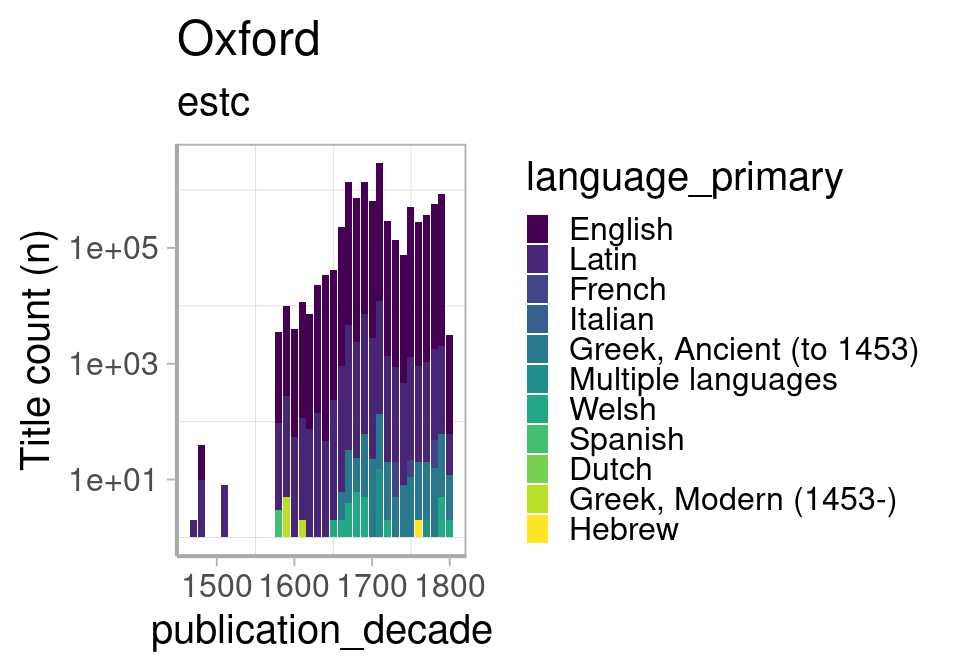 Oxford
estc
Title count (n)
1e+05
1e+03
1e+01
1500 1600 1700 1800
publication_decade
language_primary
English
Latin
French
Italian
Greek, Ancient (to 1453)
Multiple languages
Welsh
Spanish
Dutch
Greek, Modern (1453-)
Hebrew